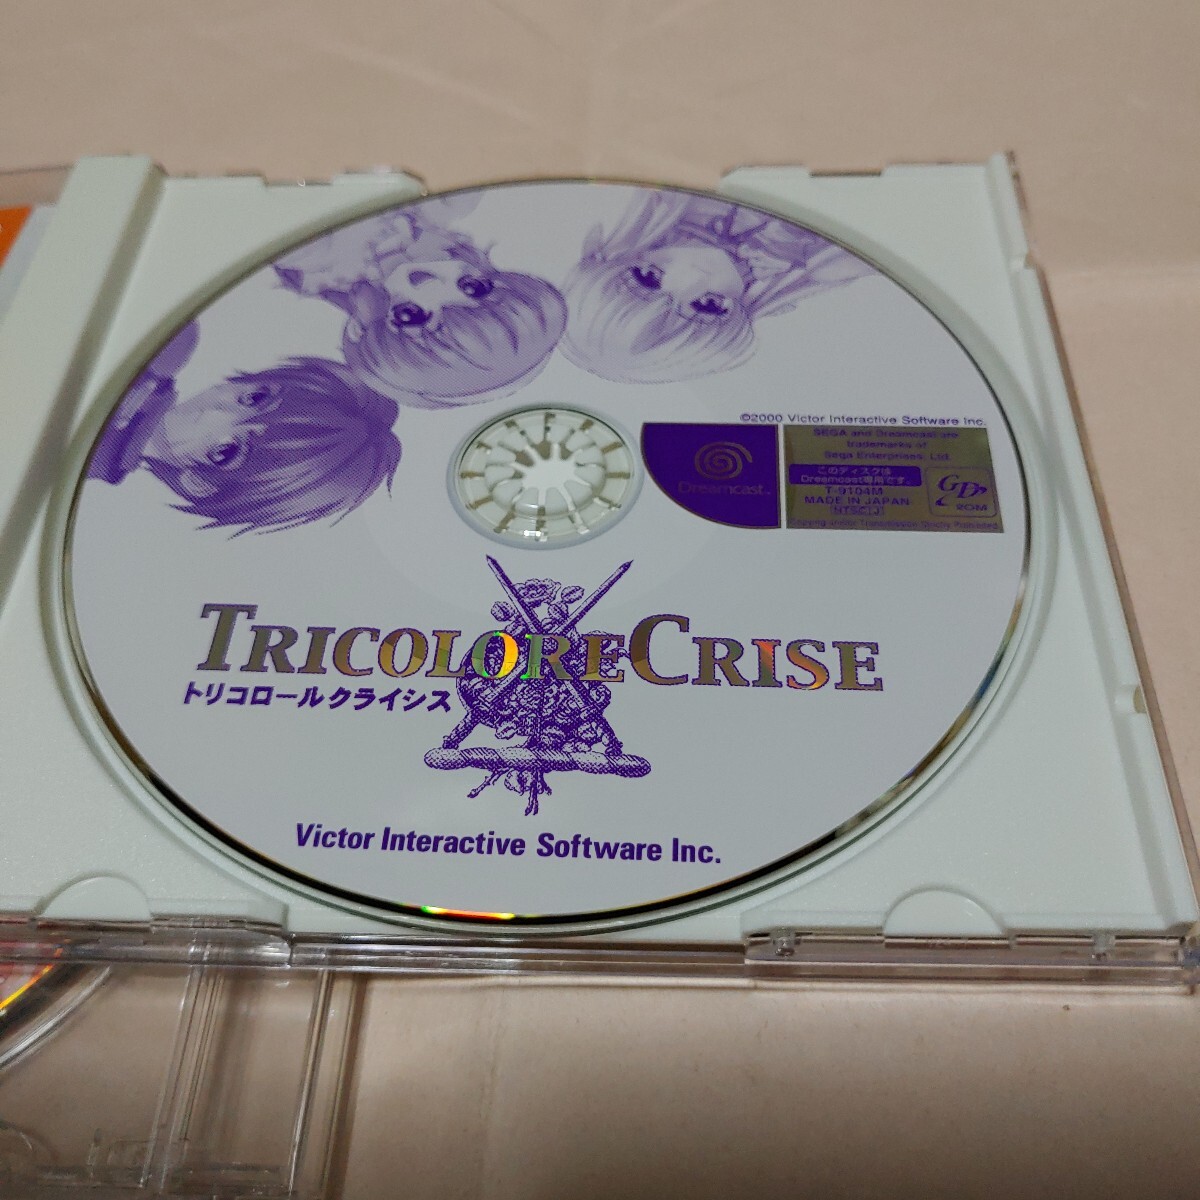 ©2000 Victor Interactive Software Inc.
SEGA and Dreamcast are
trademarks of
Sega Enterprises, Ltd.
このディスクは
Dreamcast専用です。
T-9104M
MADE IN JAPAN
NTSC J
GD
Dreamcast
TRICOLORE CRISE
トリコロールクライシス
Victor Interactive Software Inc.